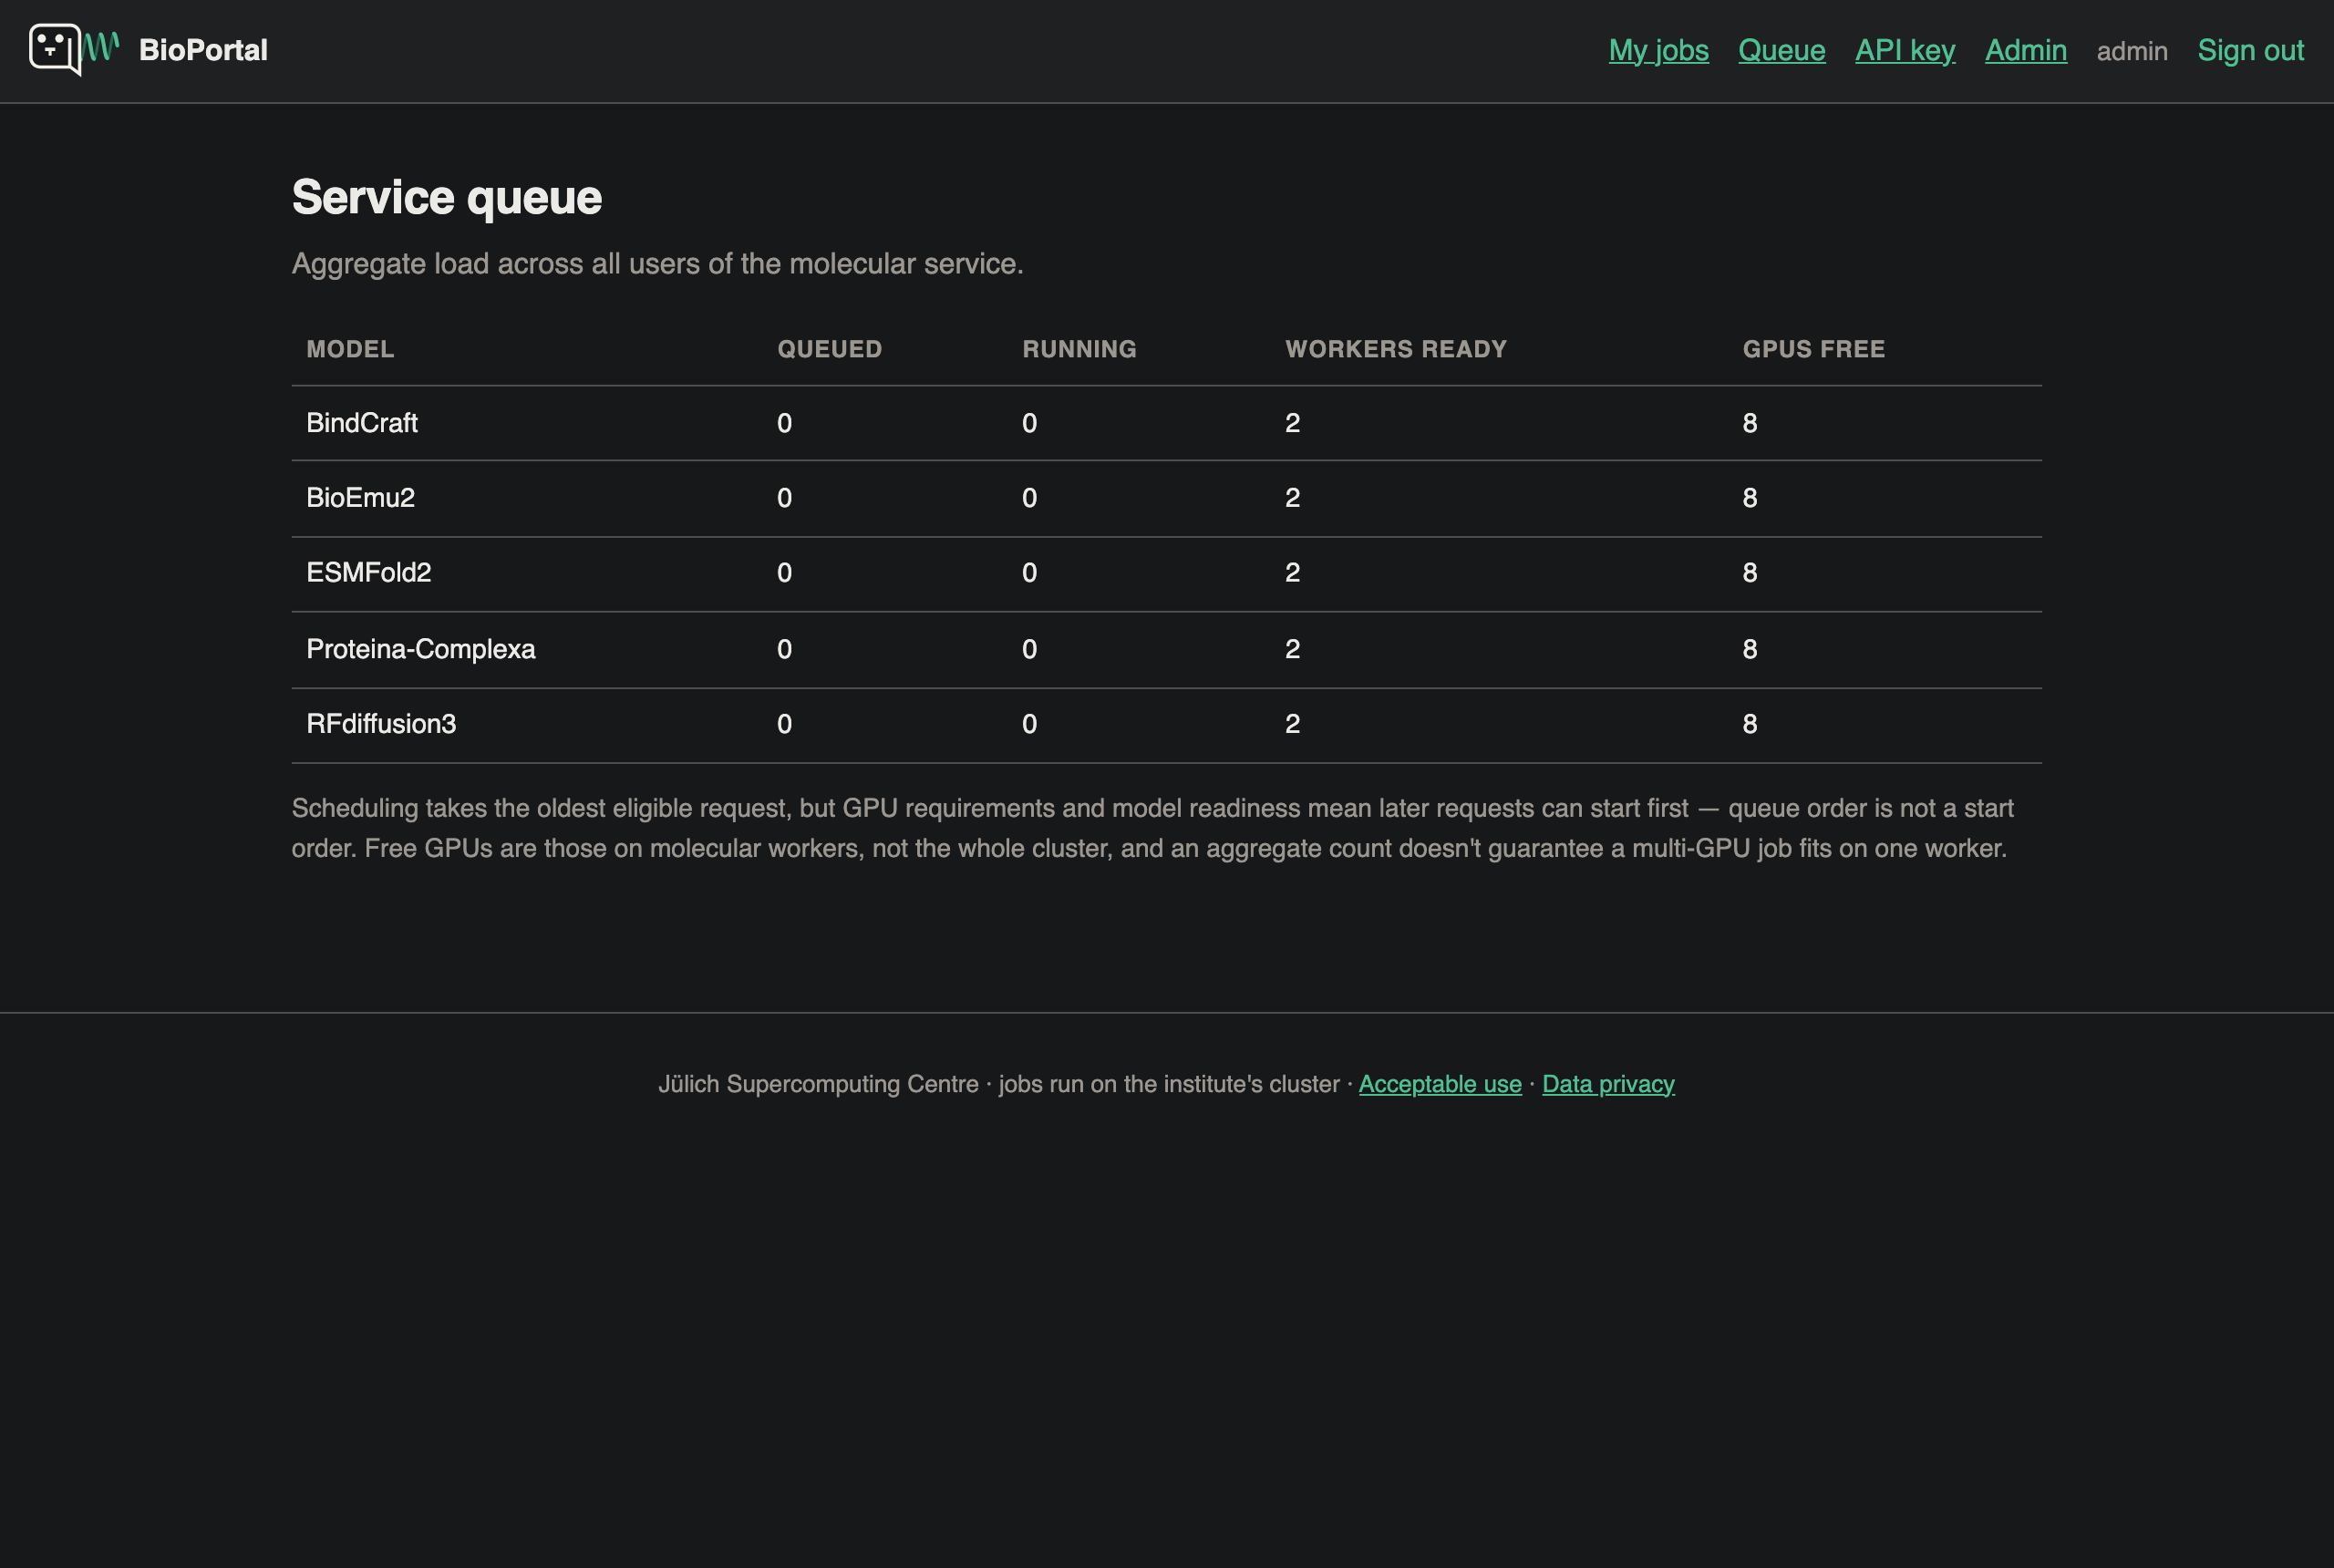 BioPortal
My jobs Queue API key Admin admin Sign out
Service queue
Aggregate load across all users of the molecular service.
MODEL QUEUED RUNNING WORKERS READY GPUS FREE
BindCraft 0 0 2 8
BioEmu2 0 0 2 8
ESMFold2 0 0 2 8
Proteina-Complexa 0 0 2 8
RFdiffusion3 0 0 2 8
Scheduling takes the oldest eligible request, but GPU requirements and model readiness mean later requests can start first — queue order is not a start
order. Free GPUs are those on molecular workers, not the whole cluster, and an aggregate count doesn't guarantee a multi-GPU job fits on one worker.
Jülich Supercomputing Centre · jobs run on the institute's cluster · Acceptable use · Data privacy